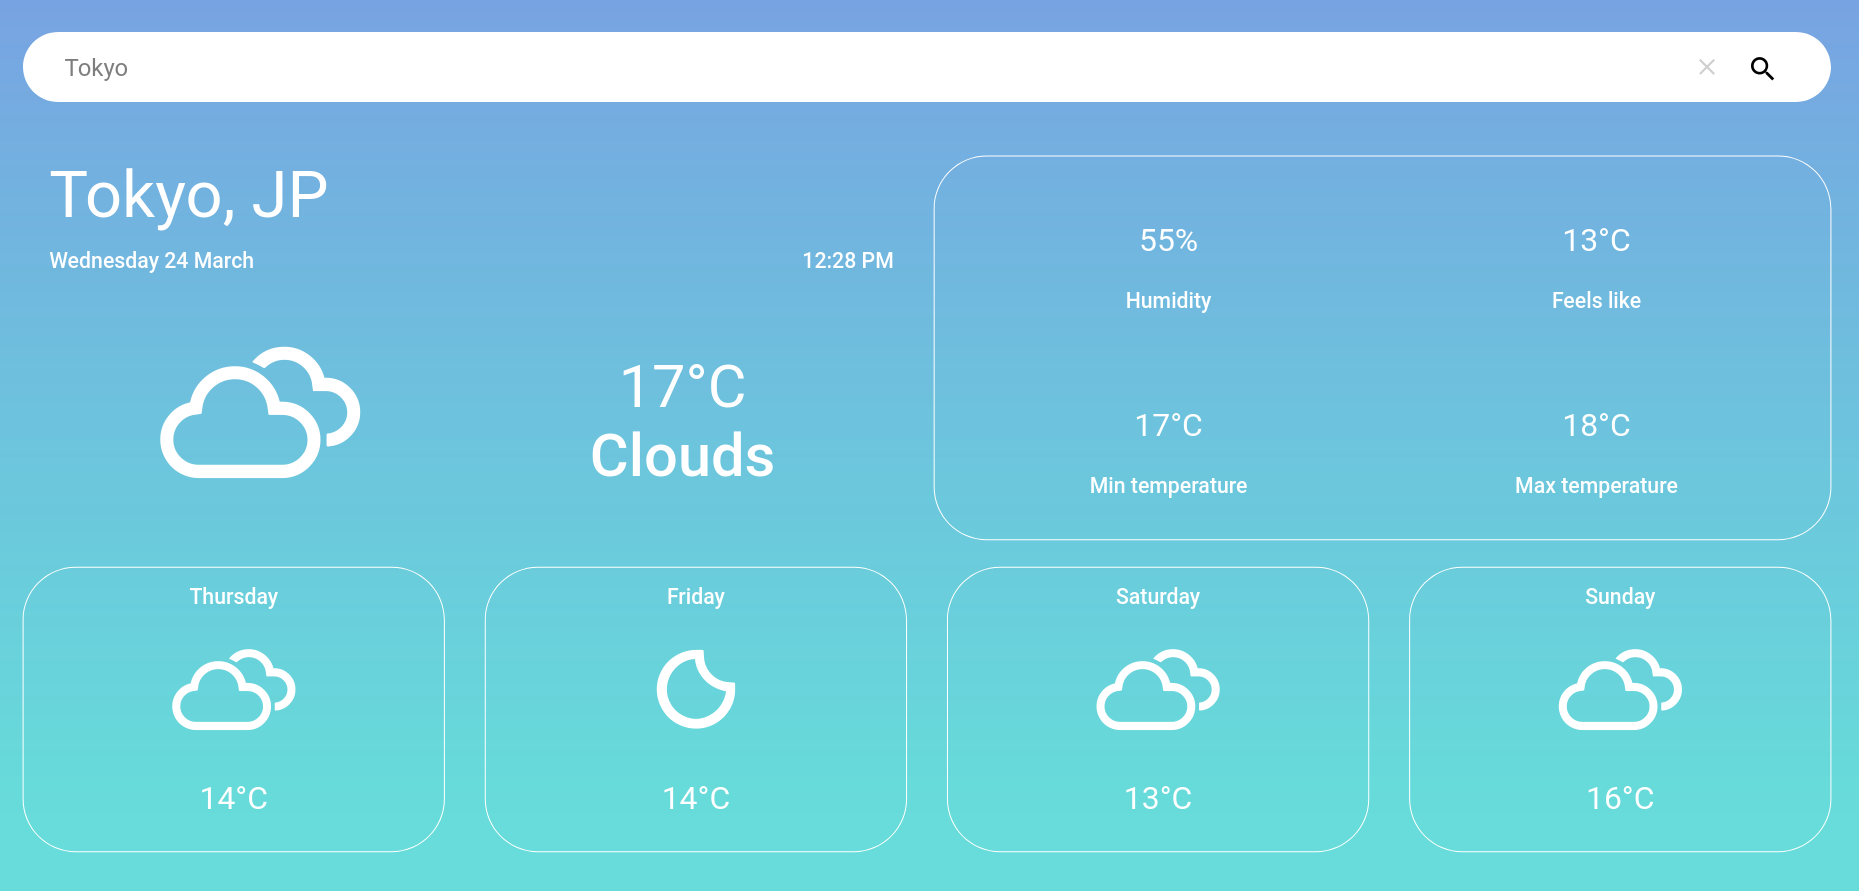 Tokyo
Tokyo, JP
Wednesday 24 March
12:28 PM
17°C
Clouds
55%
Humidity
13°C
Feels like
17°C
Min temperature
18°C
Max temperature
Thursday
14°C
Friday
14°C
Saturday
13°C
Sunday
16°C